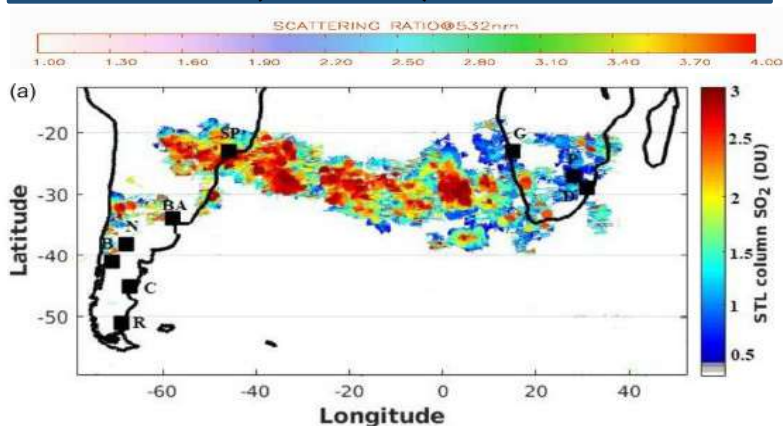 SCATTERING RATIO@532nm
1.00 1.30 1.60 1.90 2.20 2.50 2.80 3.10 3.40 3.70 4.00
(a)
SP
G
P
D
BA
N
B
C
R
-20
-30
-40
-50
Latitude
-60 -40 -20 0 20 40
Longitude
3
2.5
2
1.5
1
0.5
STL column SO₂ (DU)